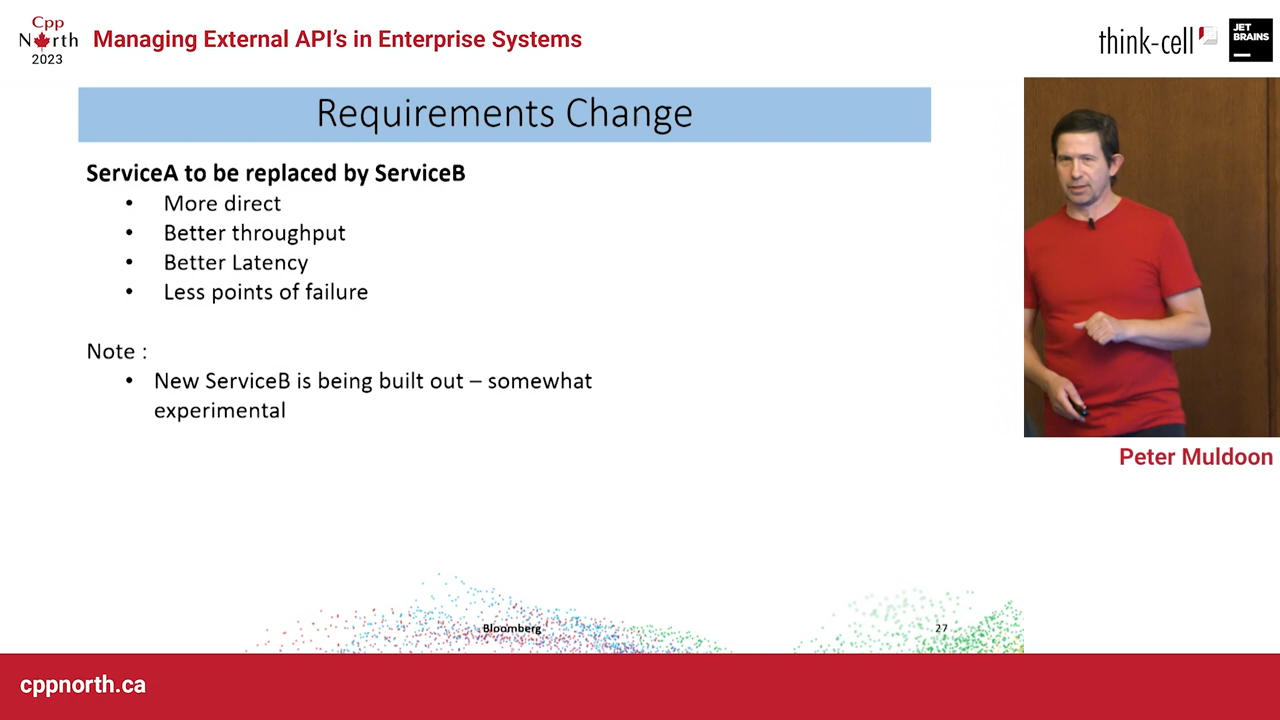 Cpp
North
2023
Managing External API's in Enterprise Systems
think-cell
JET
BRAINS
Requirements Change
ServiceA to be replaced by ServiceB
• More direct
• Better throughput
• Better Latency
• Less points of failure
Note :
• New ServiceB is being built out – somewhat
experimental
Peter Muldoon
Bloomberg
27
cppnorth.ca